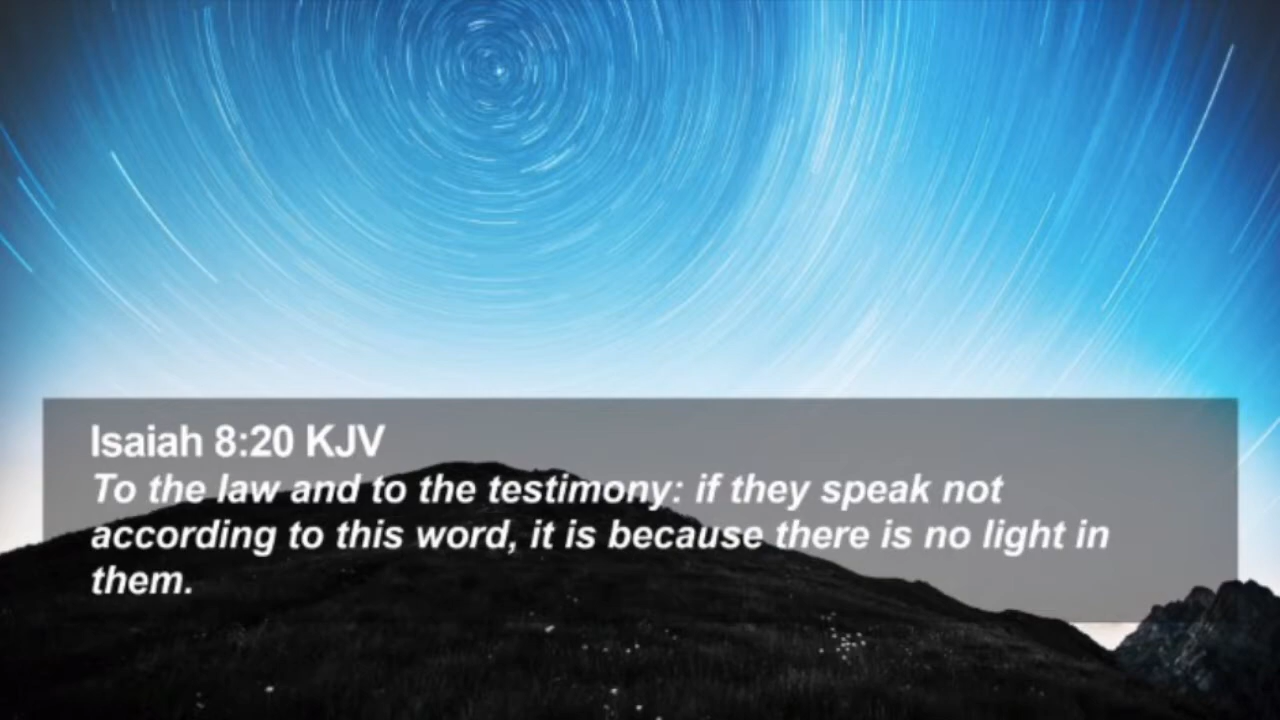 Isaiah 8:20 KJV
To the law and to the testimony: if they speak not
according to this word, it is because there is no light in
them.